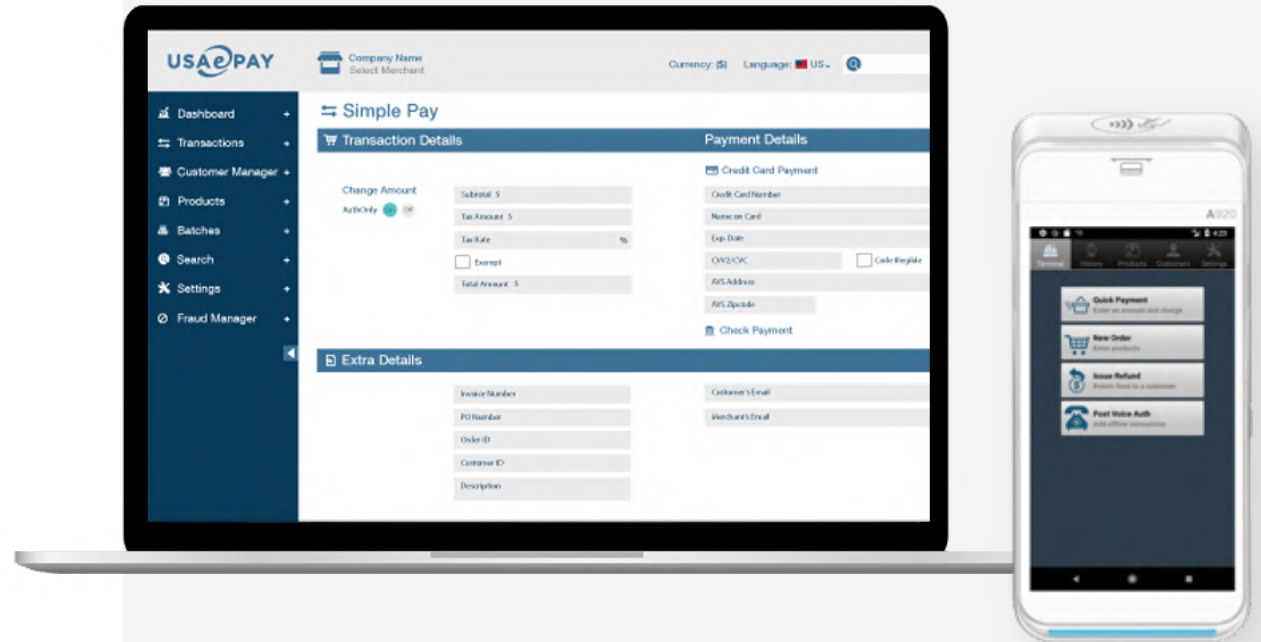 USAePAY
Company Name
Select Merchant
Currency: ($) Language: US
Dashboard +
Transactions +
Customer Manager +
Products +
Batches +
Search +
Settings +
Fraud Manager +
Simple Pay
Transaction Details
Change Amount
AuthOnly On Off
Subtotal $
Tax Amount $
Tax Rate %
Exempt
Total Amount $
Payment Details
Credit Card Payment
Credit Card Number
Name on Card
Exp. Date
CVV2/CVC
Code Illegible
AVS Address
AVS Zipcode
Check Payment
Extra Details
Invoice Number
PO Number
Order ID
Customer ID
Description
Customer's Email
Merchant's Email
A920
4:23
Terminal History Products Customers Settings
Quick Payment
Enter an amount and charge.
New Order
Enter products
Issue Refund
Return fund to a customer
Post Voice Auth
Add offline transaction